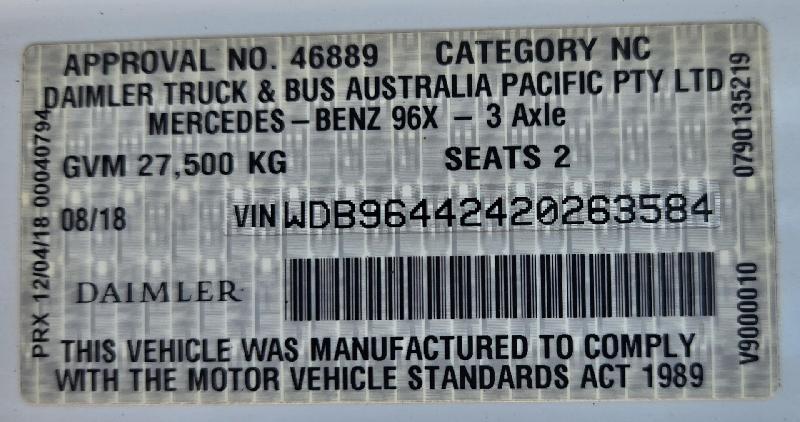 APPROVAL NO. 46889 CATEGORY NC
DAIMLER TRUCK & BUS AUSTRALIA PACIFIC PTY LTD
MERCEDES-BENZ 96X - 3 Axle
GVM 27,500 KG SEATS 2
08/18 VIN WDB96442420263584
DAIMLER
THIS VEHICLE WAS MANUFACTURED TO COMPLY
WITH THE MOTOR VEHICLE STANDARDS ACT 1989
PRX 12/04/18 00040794
0790135219
V9000010